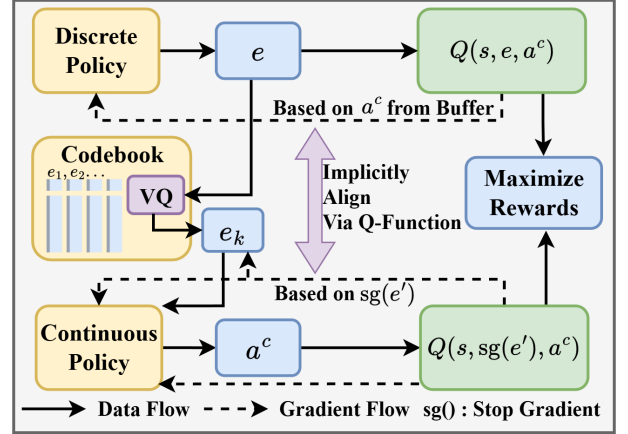 Discrete
Policy
e
Q(s, e, a^c)
Based on a^c from Buffer
Codebook
e_1, e_2...
VQ
e_k
Implicitly
Align
Via Q-Function
Maximize
Rewards
Based on sg(e′)
Continuous
Policy
a^c
Q(s, sg(e′), a^c)
Data Flow
Gradient Flow
sg() : Stop Gradient